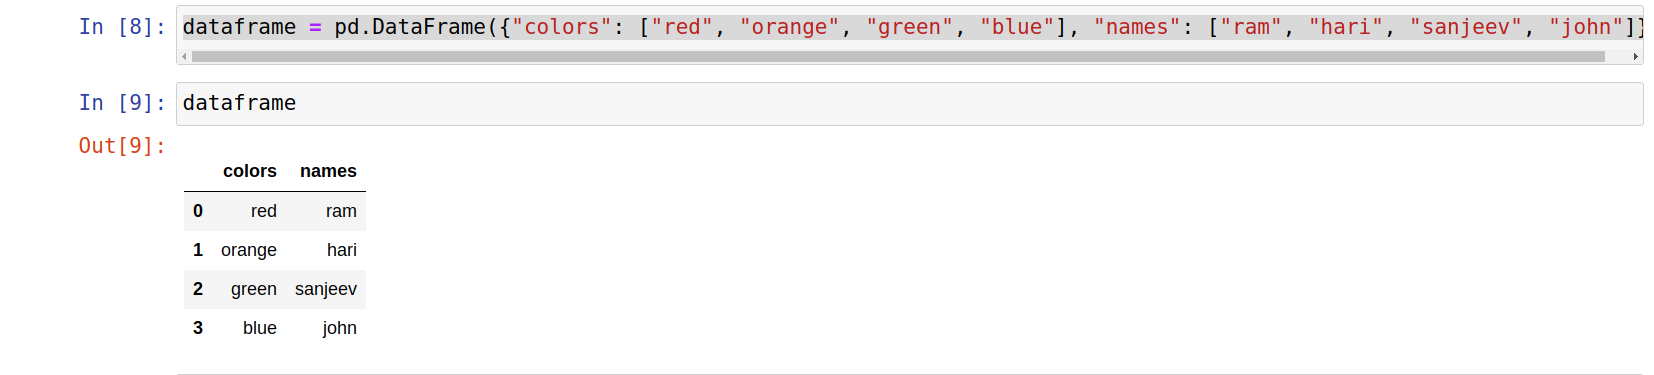 In [8]: dataframe = pd.DataFrame({"colors": ["red", "orange", "green", "blue"], "names": ["ram", "hari", "sanjeev", "john"]}
In [9]: dataframe
Out[9]:
colors names
0 red ram
1 orange hari
2 green sanjeev
3 blue john